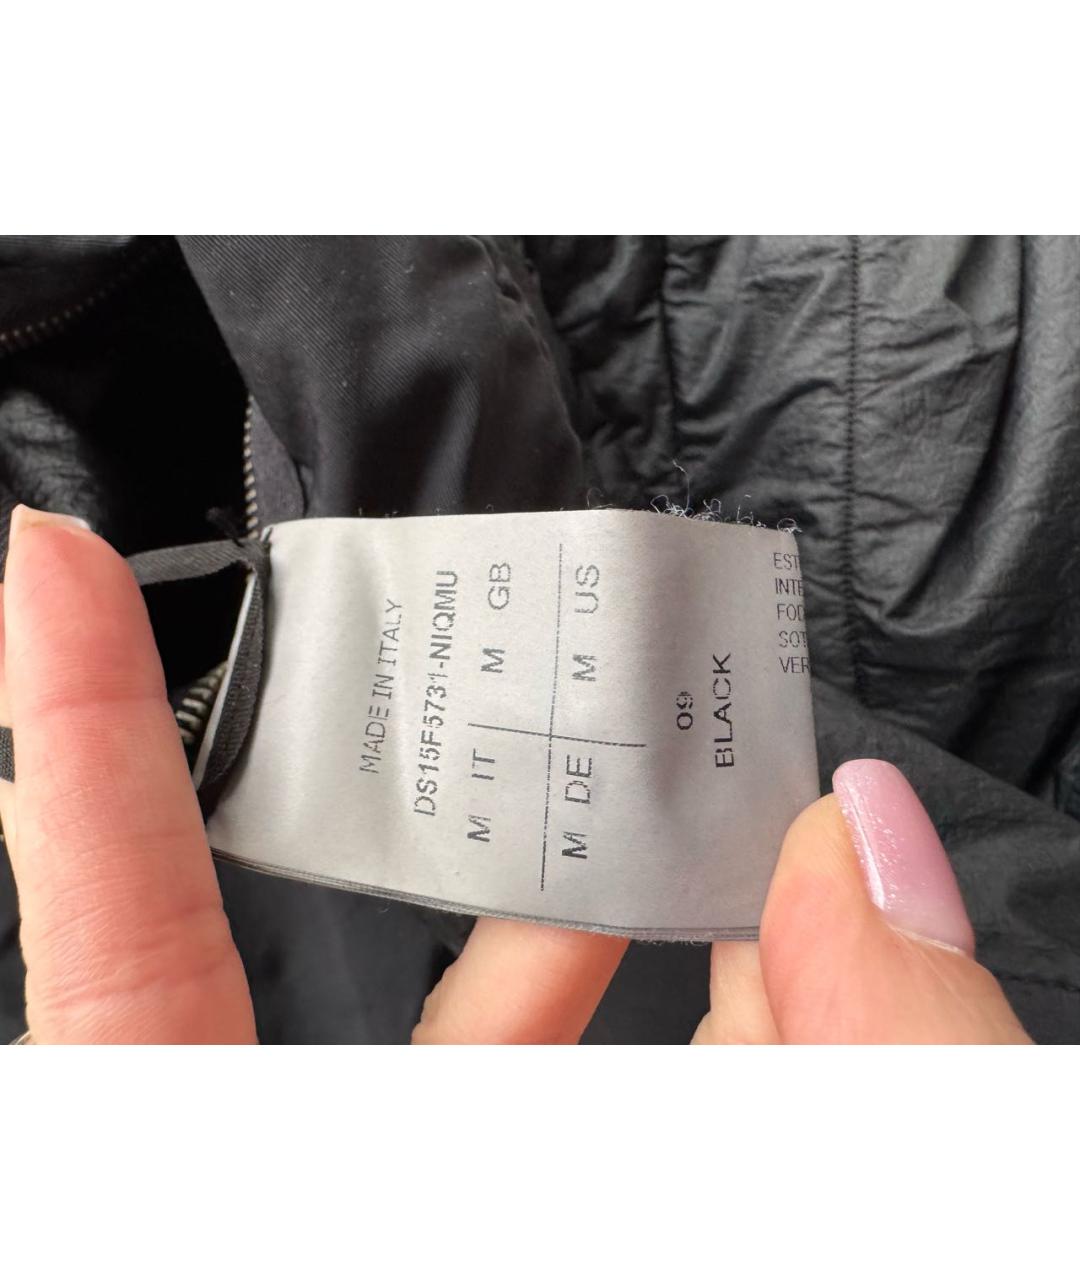 MADE IN ITALY
DS15F5731-NIQMU
M IT M GB
M DE M US
09
BLACK
EST
INTE
FOD
SOT
VER